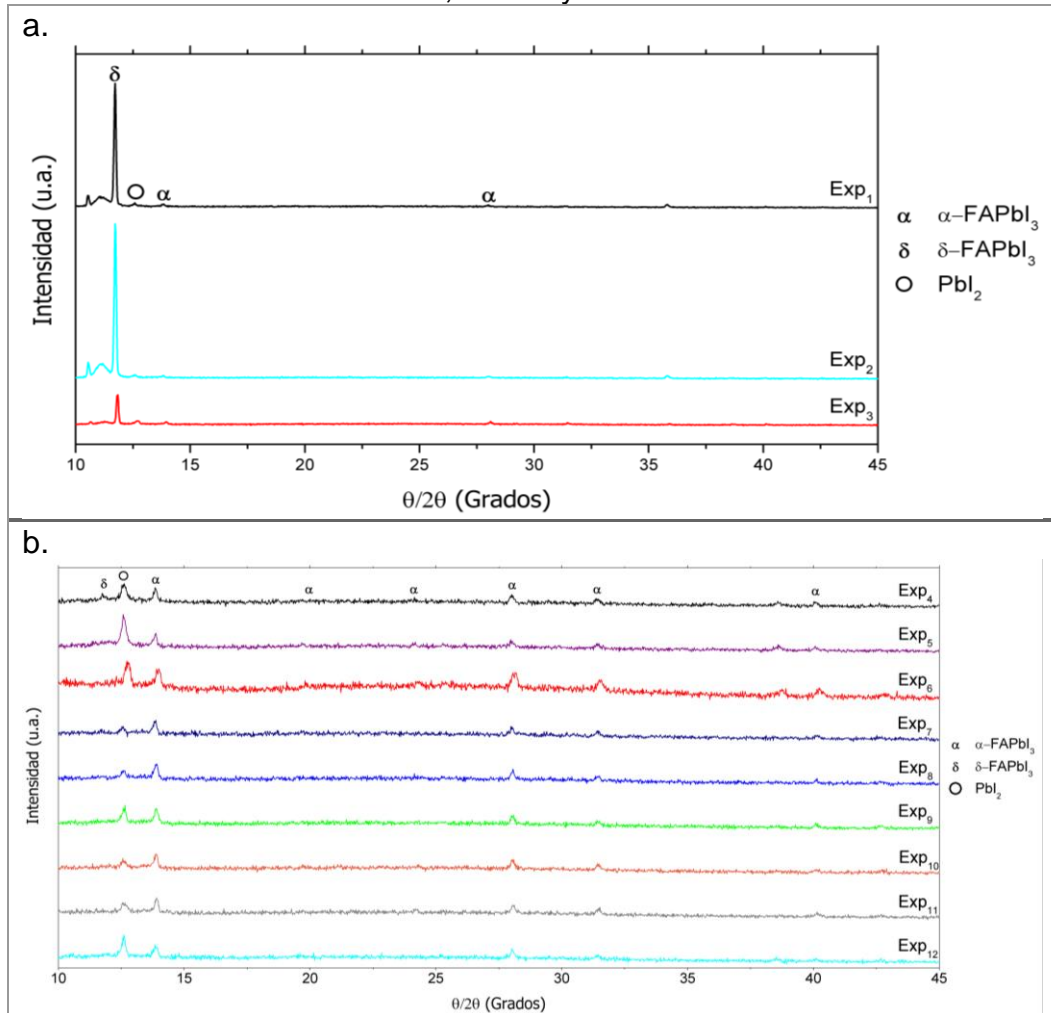 a.
δ
α
α
Exp₁
Exp₂
Exp₃
α α–FAPbI₃
δ δ–FAPbI₃
PbI₂
Intensidad (u.a.)
10 15 20 25 30 35 40 45
θ/2θ (Grados)
b.
δ α α α α α α
Exp₄
Exp₅
Exp₆
Exp₇
Exp₈
Exp₉
Exp₁₀
Exp₁₁
Exp₁₂
α α–FAPbI₃
δ δ–FAPbI₃
PbI₂
Intensidad (u.a.)
10 15 20 25 30 35 40 45
θ/2θ (Grados)